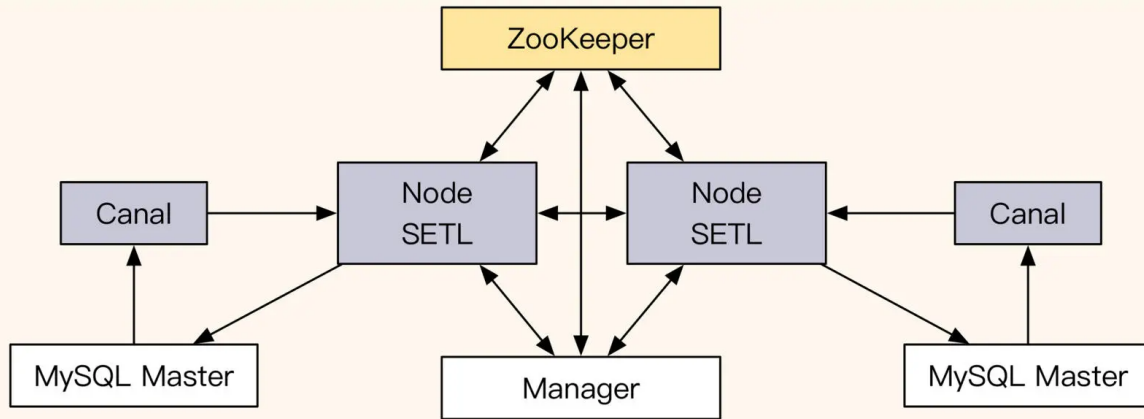 ZooKeeper
Node
SETL
Node
SETL
Canal
Canal
MySQL Master
Manager
MySQL Master